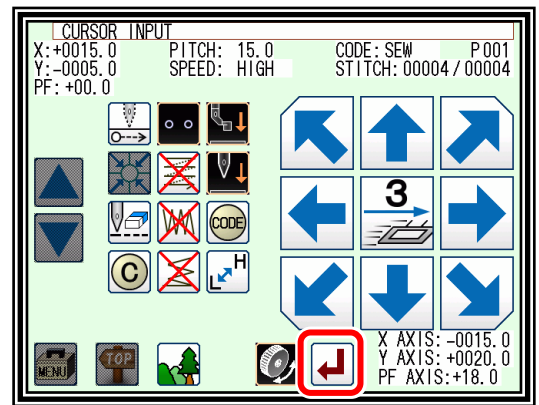 CURSOR INPUT
X:+0015.0 PITCH: 15.0 CODE:SEW P001
Y:-0005.0 SPEED: HIGH STITCH:00004/00004
PF:+00.0
3
CODE
C
L H
MENU
TOP
X AXIS:-0015.0
Y AXIS:+0020.0
PF AXIS:+18.0